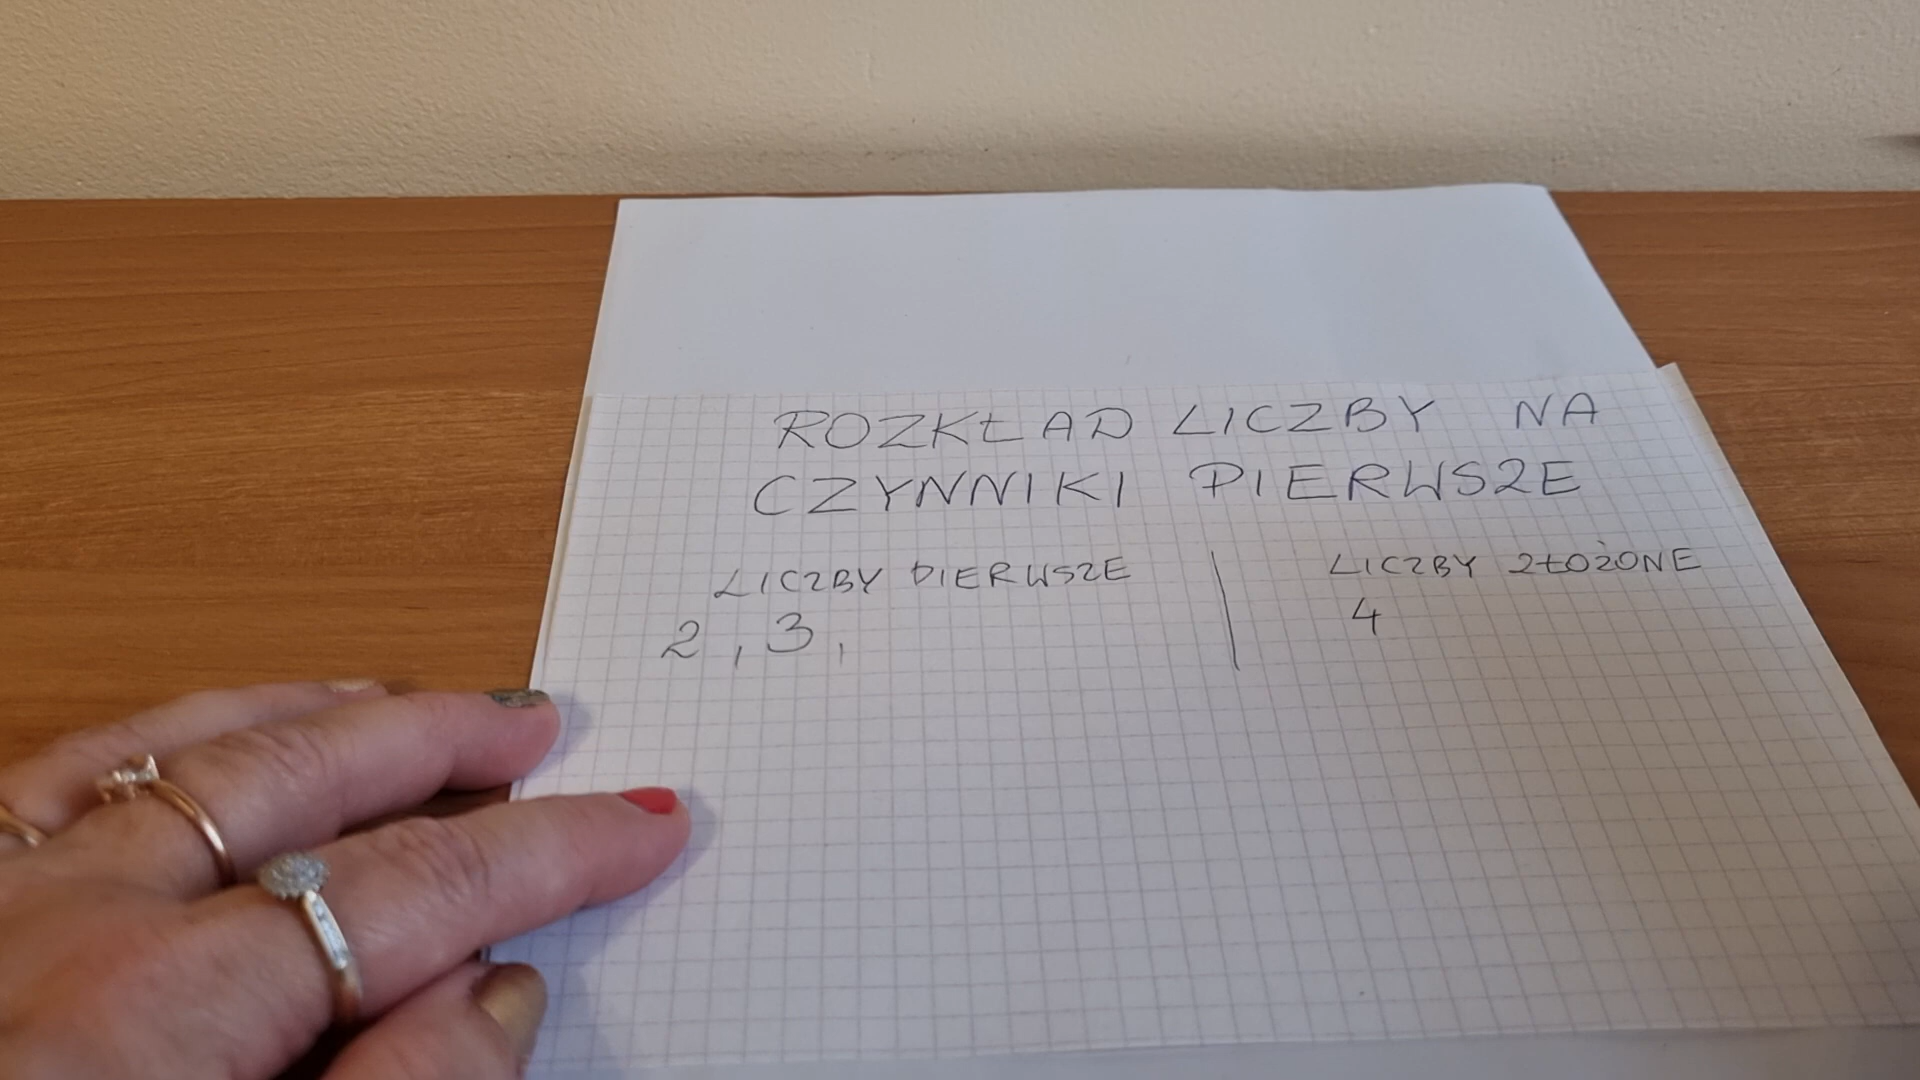 ROZKŁAD LICZBY NA
CZYNNIKI PIERWSZE
LICZBY PIERWSZE | LICZBY ZŁOŻONE
2, 3, 4